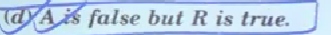 (d) A is false but R is true.